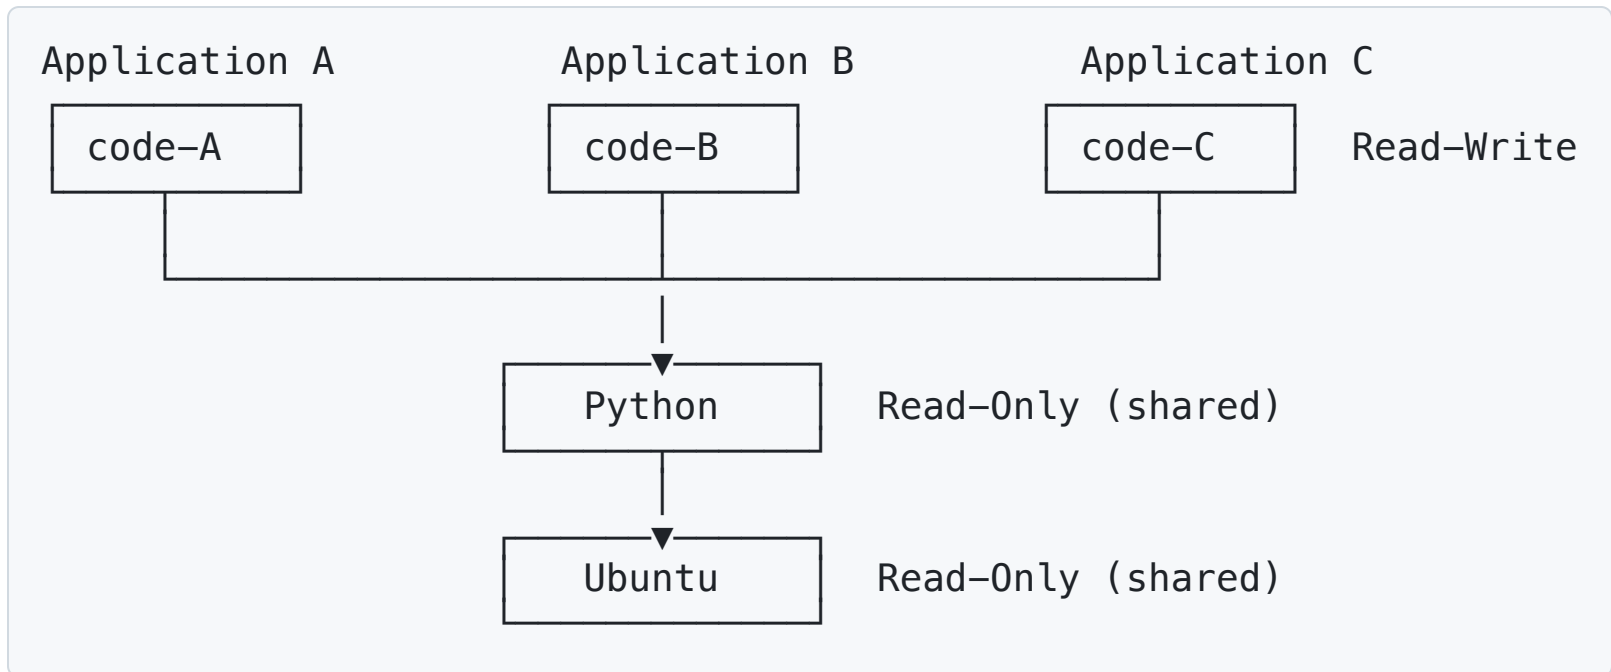 Application A Application B Application C
code-A code-B code-C Read-Write
Python Read-Only (shared)
Ubuntu Read-Only (shared)